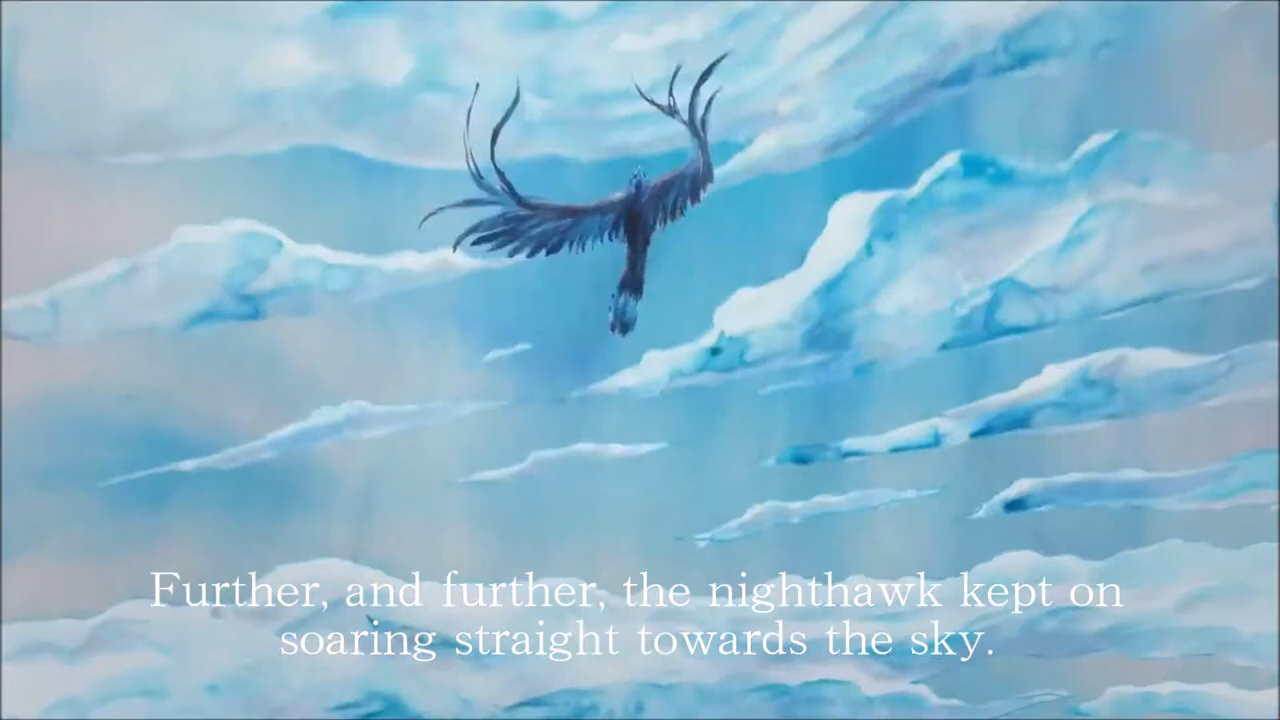 Further, and further, the nighthawk kept on
soaring straight towards the sky.